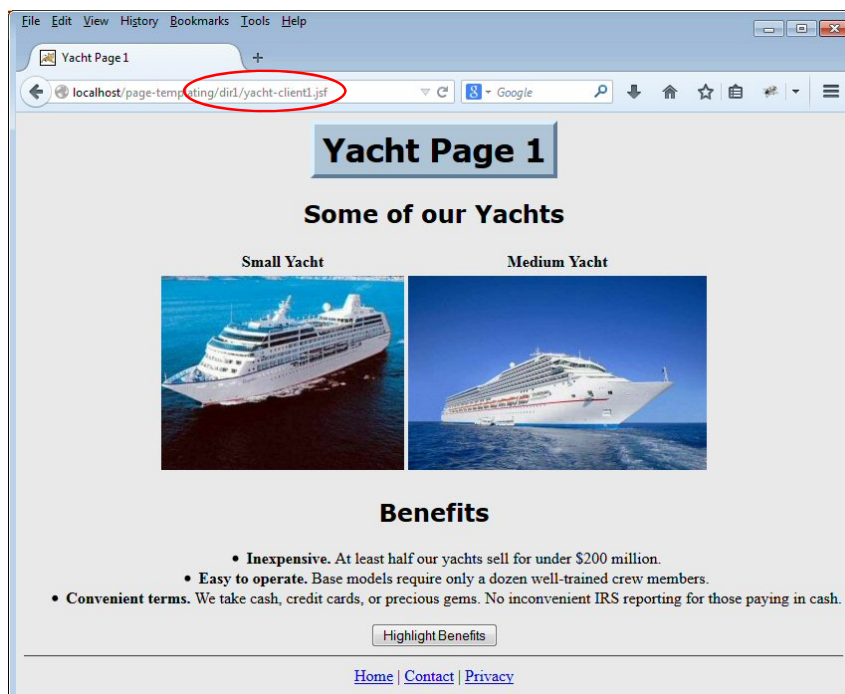 File Edit View History Bookmarks Tools Help
Yacht Page 1
localhost/page-templating/dir1/yacht-client1.jsf
Google
Yacht Page 1
Some of our Yachts
Small Yacht Medium Yacht
Benefits
• Inexpensive. At least half our yachts sell for under $200 million.
• Easy to operate. Base models require only a dozen well-trained crew members.
• Convenient terms. We take cash, credit cards, or precious gems. No inconvenient IRS reporting for those paying in cash.
Highlight Benefits
Home | Contact | Privacy